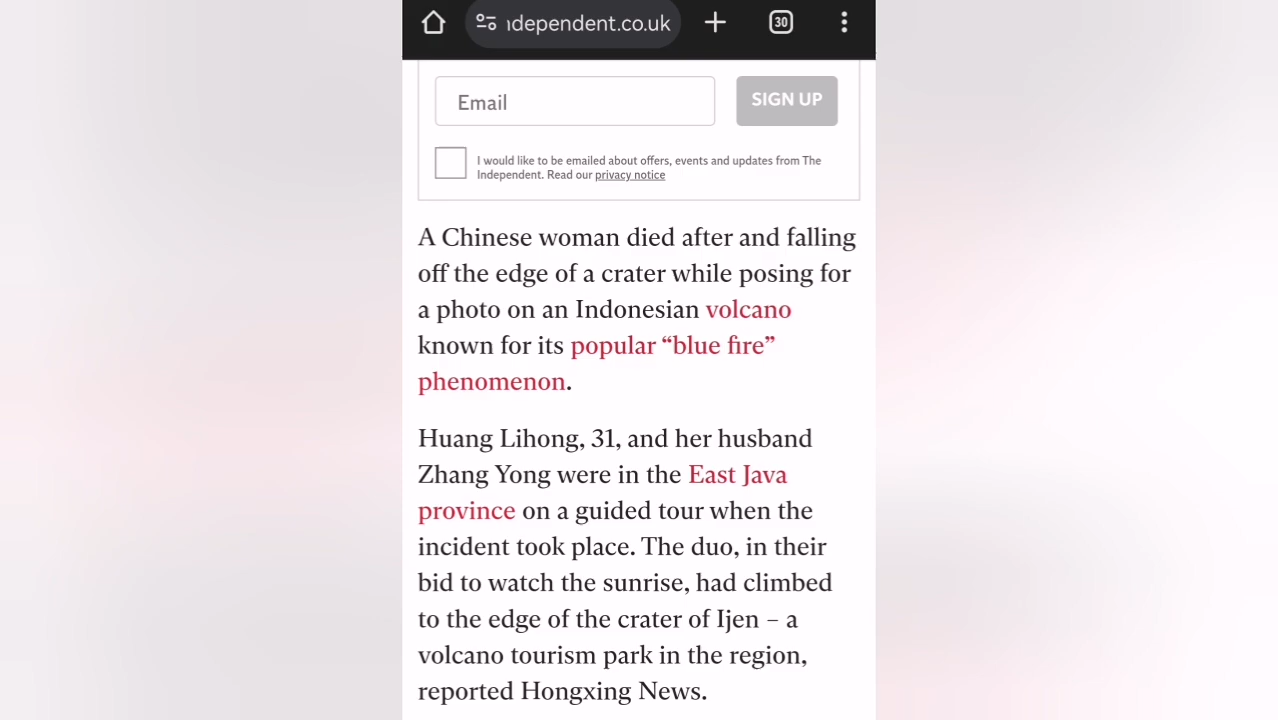 ndependent.co.uk
30
Email
SIGN UP
I would like to be emailed about offers, events and updates from The
Independent. Read our privacy notice
A Chinese woman died after and falling
off the edge of a crater while posing for
a photo on an Indonesian volcano
known for its popular “blue fire”
phenomenon.
Huang Lihong, 31, and her husband
Zhang Yong were in the East Java
province on a guided tour when the
incident took place. The duo, in their
bid to watch the sunrise, had climbed
to the edge of the crater of Ijen – a
volcano tourism park in the region,
reported Hongxing News.